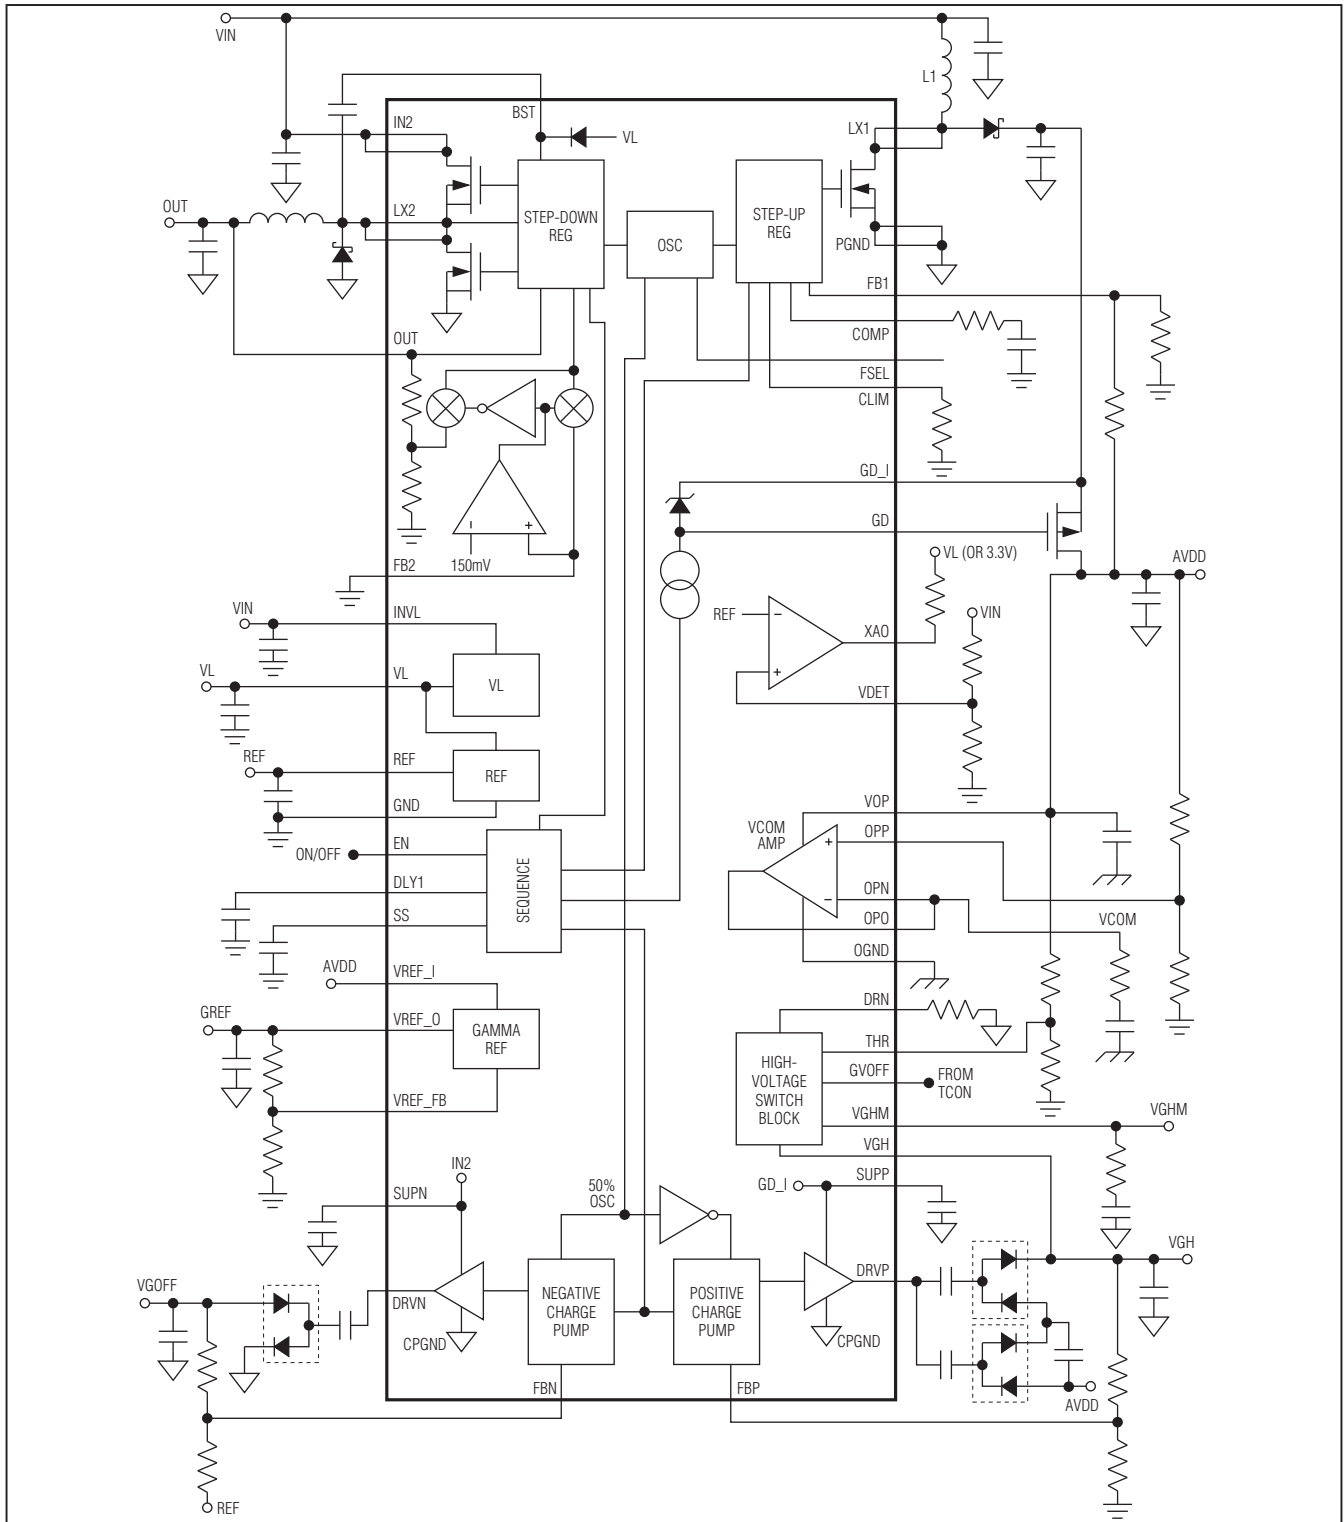 VIN
L1
BST
IN2
VL
LX1
OUT
LX2
STEP-DOWN
REG
OSC
STEP-UP
REG
PGND
FB1
OUT
COMP
FSEL
CLIM
GD_I
GD
150mV
FB2
VL (OR 3.3V)
AVDD
VIN
INVL
REF
VIN
XAO
VL
VL
VL
VDET
REF
REF
REF
GND
VOP
VCOM
AMP
OPP
ON/OFF
EN
DLY1
SEQUENCE
OPN
SS
OPO
VCOM
OGND
AVDD
VREF_I
DRN
GREF
VREF_O
GAMMA
REF
THR
HIGH-
VOLTAGE
SWITCH
BLOCK
GVOFF
FROM
TCON
VREF_FB
VGHM
VGHM
VGH
IN2
SUPP
GD_I
50%
OSC
SUPN
VGH
DRVP
VGOFF
DRVN
NEGATIVE
CHARGE
PUMP
POSITIVE
CHARGE
PUMP
CPGND
CPGND
FBN
FBP
AVDD
REF
+
−
+
−
+
−